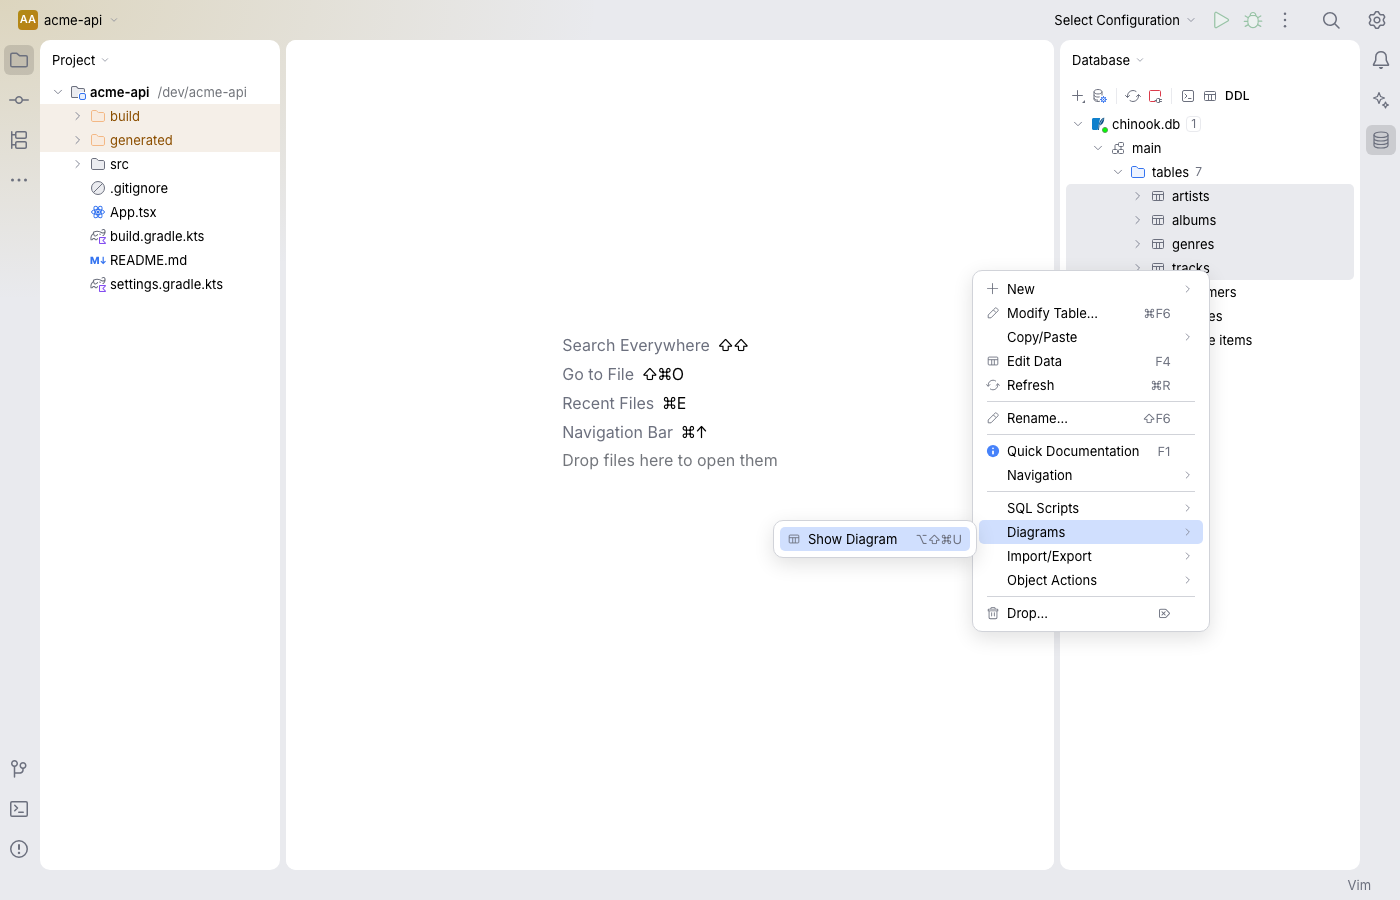 AA acme-api
Select Configuration
Project
acme-api /dev/acme-api
build
generated
src
.gitignore
App.tsx
build.gradle.kts
M↓ README.md
settings.gradle.kts
Search Everywhere ⇧⇧
Go to File ⇧⌘O
Recent Files ⌘E
Navigation Bar ⌘↑
Drop files here to open them
Database
DDL
chinook.db 1
main
tables 7
artists
albums
genres
tracks
mers
es
e items
New
Modify Table... ⌘F6
Copy/Paste
Edit Data F4
Refresh ⌘R
Rename... ⇧F6
Quick Documentation F1
Navigation
SQL Scripts
Diagrams
Import/Export
Object Actions
Drop... ⌦
Show Diagram ⌥⇧⌘U
Vim